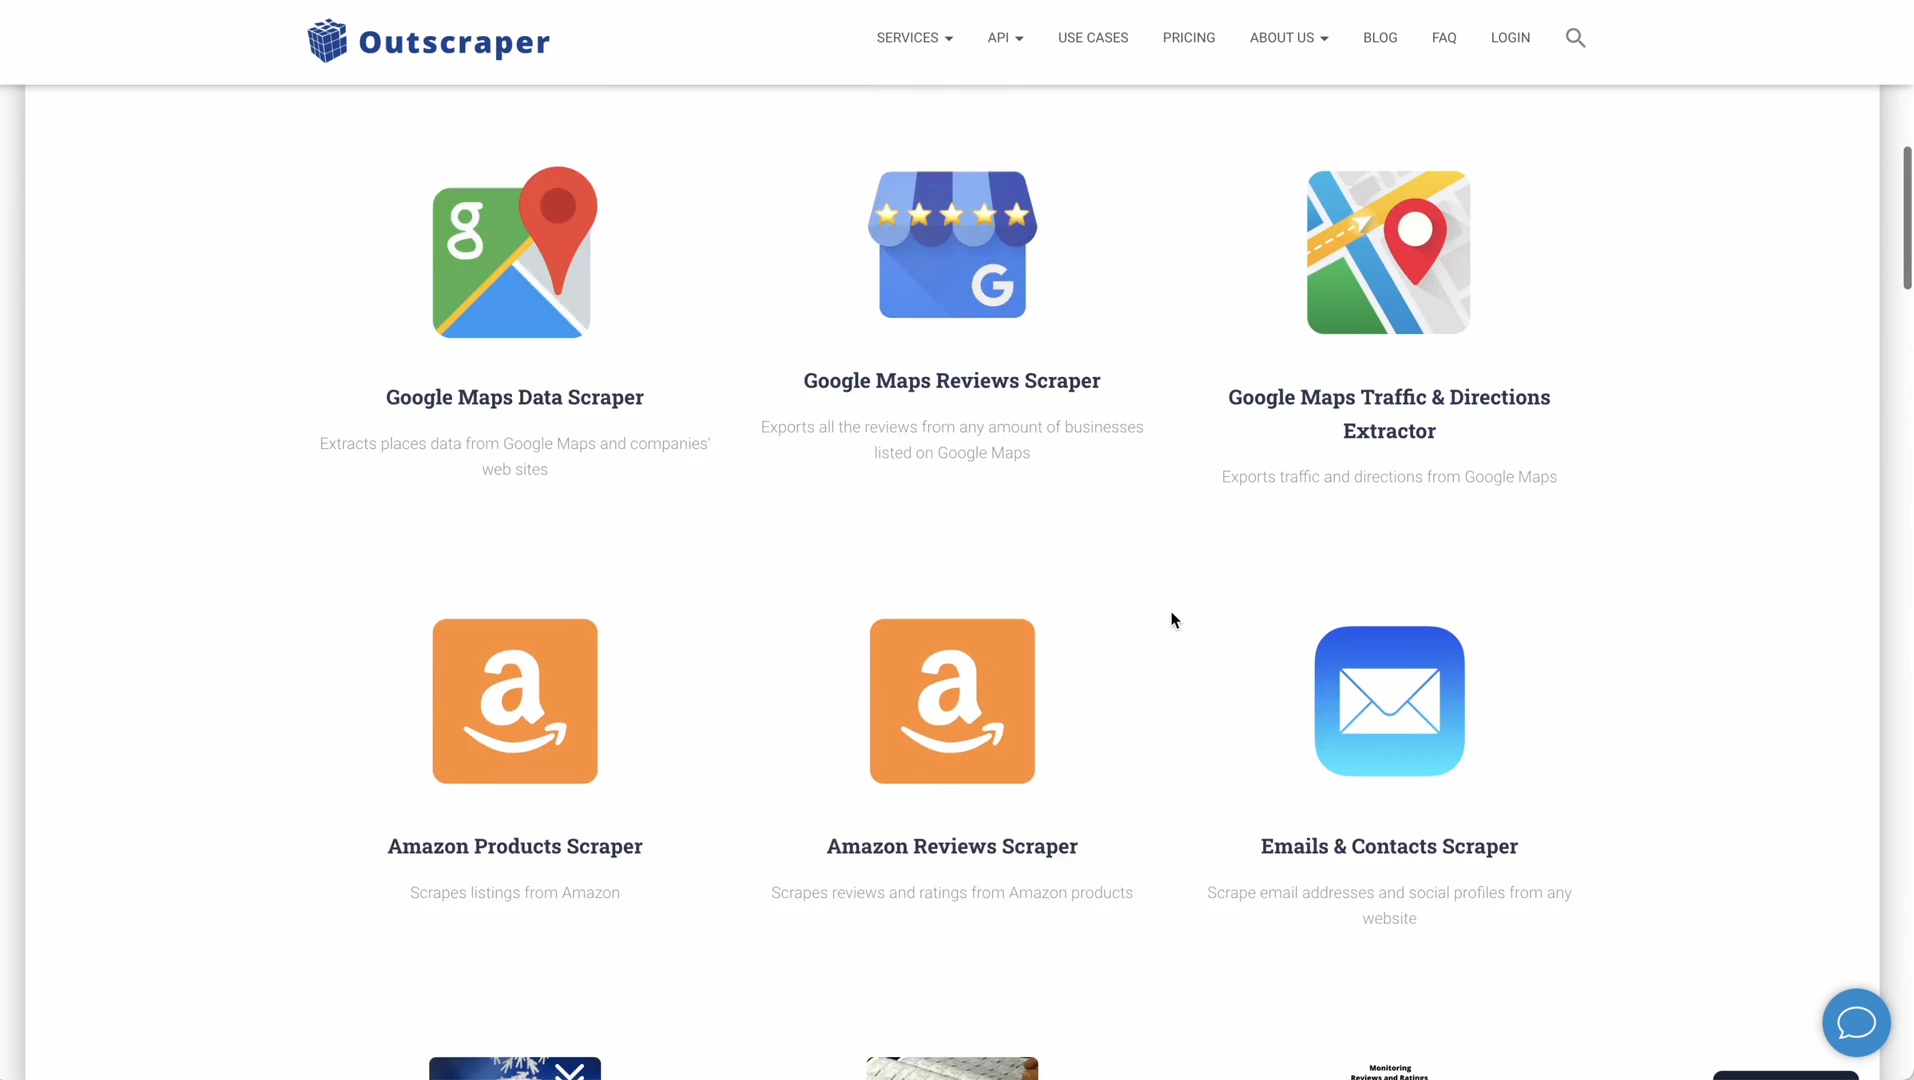 Outscraper
SERVICES
API
USE CASES
PRICING
ABOUT US
BLOG
FAQ
LOGIN
g
G
Google Maps Data Scraper
Extracts places data from Google Maps and companies'
web sites
Google Maps Reviews Scraper
Exports all the reviews from any amount of businesses
listed on Google Maps
Google Maps Traffic & Directions
Extractor
Exports traffic and directions from Google Maps
a
a
Amazon Products Scraper
Scrapes listings from Amazon
Amazon Reviews Scraper
Scrapes reviews and ratings from Amazon products
Emails & Contacts Scraper
Scrape email addresses and social profiles from any
website
Monitoring
Reviews and Ratings